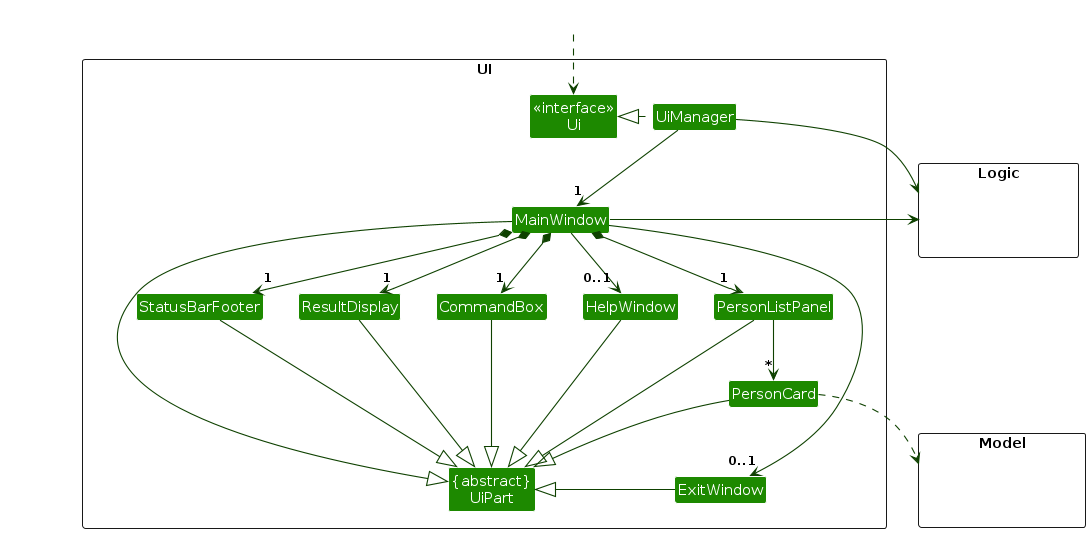 UI
«interface»
Ui
UiManager
Logic
1
MainWindow
1
1
1
0..1
1
StatusBarFooter
ResultDisplay
CommandBox
HelpWindow
PersonListPanel
*
PersonCard
Model
0..1
{abstract}
UiPart
ExitWindow